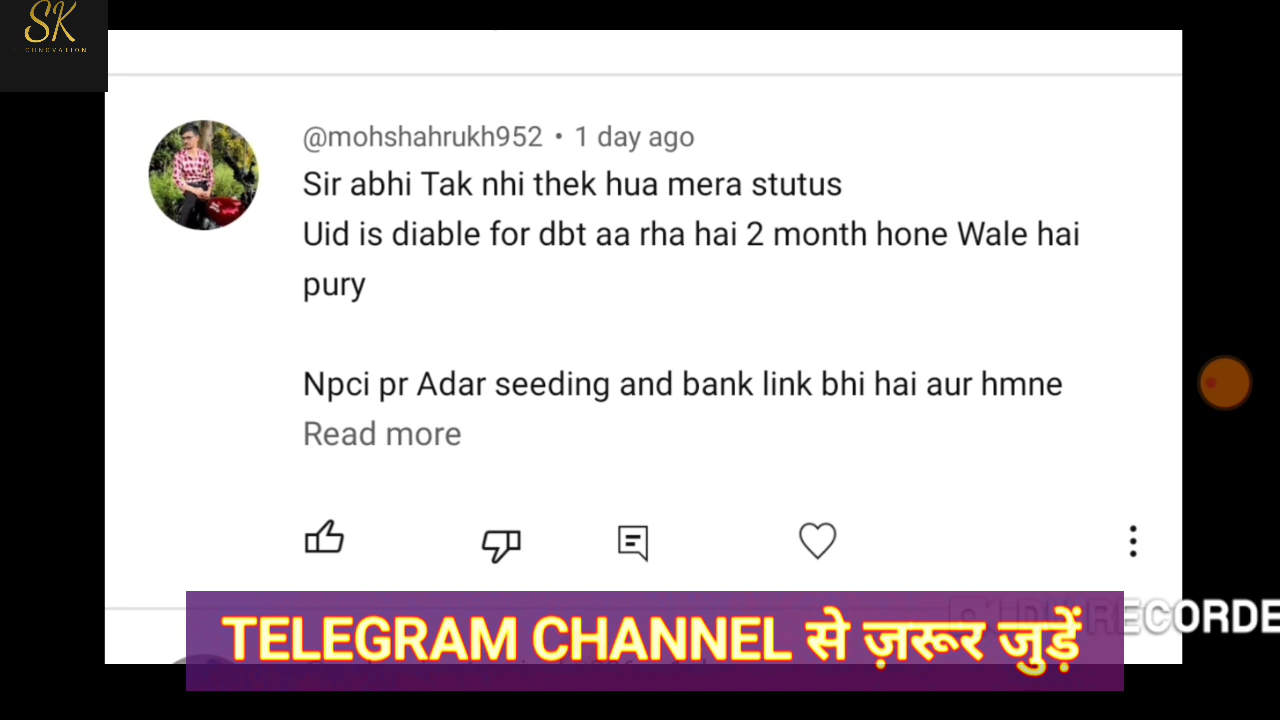 SK
@mohshahrukh952 • 1 day ago
Sir abhi Tak nhi thek hua mera stutus
Uid is diable for dbt aa rha hai 2 month hone Wale hai
pury
Npci pr Adar seeding and bank link bhi hai aur hmne
Read more
RECORDE
TELEGRAM CHANNEL से ज़रूर जुड़ें